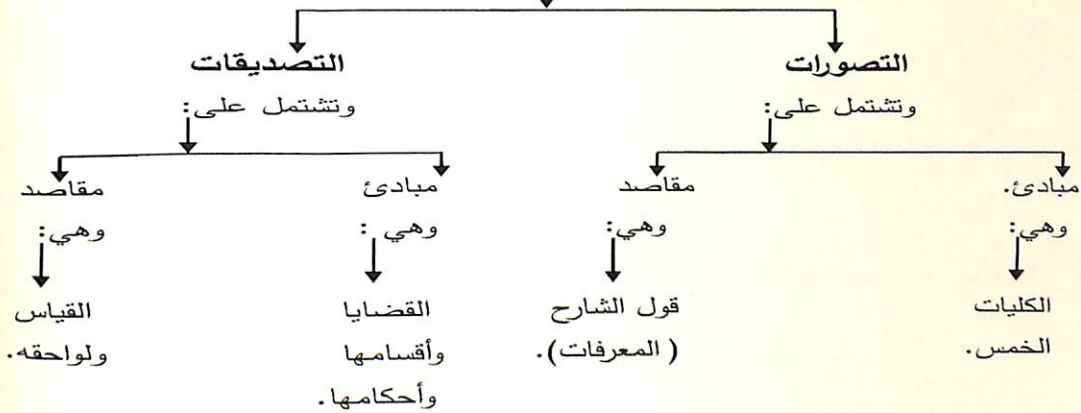 التصورات
التصديقات
وتشتمل على:
وتشتمل على:
مبادئ.
مقاصد
مبادئ
مقاصد
وهي:
وهي:
وهي :
وهي:
الكليات
الخمس.
قول الشارح
(المعرفات).
القضايا
وأقسامها
وأحكامها.
القياس
ولواحقه.